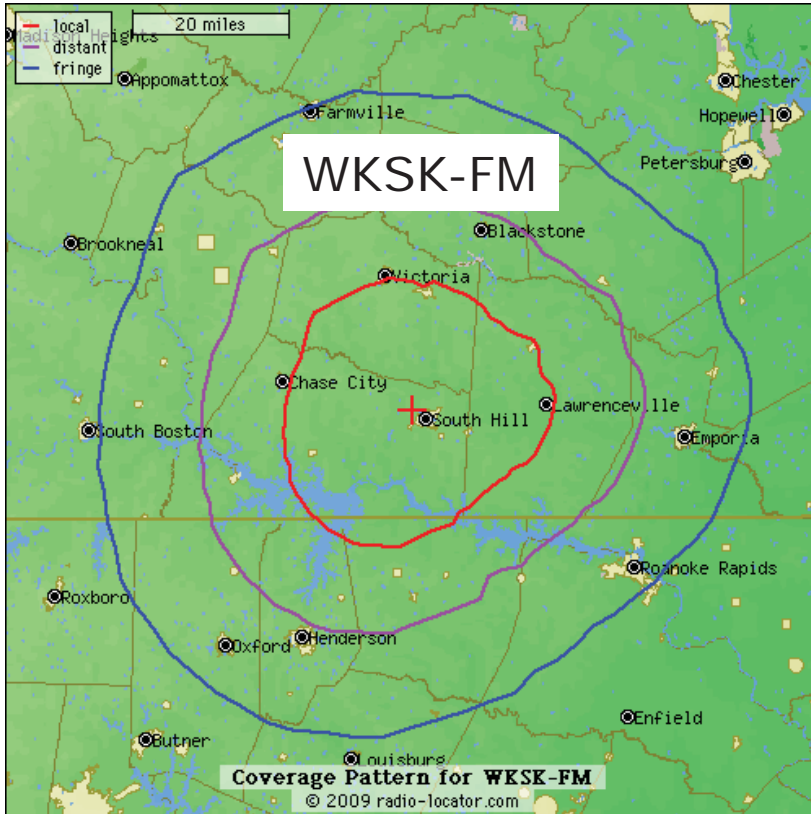 local
distant
fringe
20 miles
Madison Heights
Appomattox
Chester
Farmville
Hopewell
WKSK-FM
Petersburg
Brookneal
Blackstone
Victoria
Chase City
Lawrenceville
South Hill
South Boston
Emporia
Roanoke Rapids
Roxboro
Henderson
Oxford
Enfield
Butner
Louisburg
Coverage Pattern for WKSK-FM
© 2009 radio-locator.com